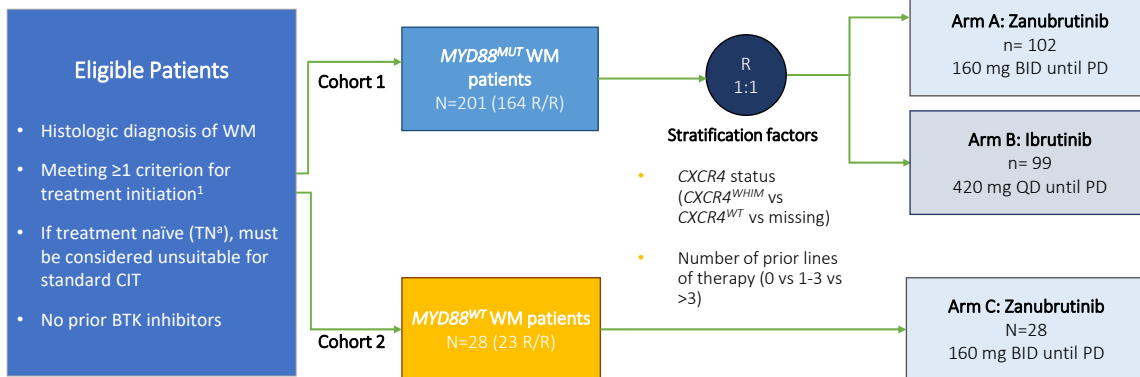 Eligible Patients
• Histologic diagnosis of WM
• Meeting ≥1 criterion for
treatment initiation¹
• If treatment naïve (TNᵃ), must
be considered unsuitable for
standard CIT
• No prior BTK inhibitors
Cohort 1
MYD88ᴹᵁᵀ WM
patients
N=201 (164 R/R)
R
1:1
Stratification factors
• CXCR4 status
(CXCR4ᵂᴴᴵᴹ vs
CXCR4ᵂᵀ vs missing)
• Number of prior lines
of therapy (0 vs 1-3 vs
>3)
Arm A: Zanubrutinib
n= 102
160 mg BID until PD
Arm B: Ibrutinib
n= 99
420 mg QD until PD
Cohort 2
MYD88ᵂᵀ WM patients
N=28 (23 R/R)
Arm C: Zanubrutinib
N=28
160 mg BID until PD